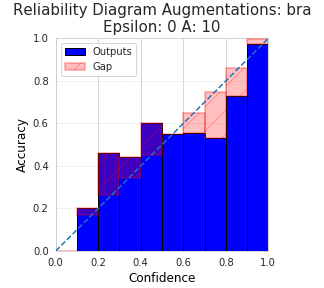 Reliability Diagram Augmentations: bra
Epsilon: 0 A: 10
1.0
0.8
0.6
0.4
0.2
0.0
Accuracy
Outputs
Gap
0.0 0.2 0.4 0.6 0.8 1.0
Confidence